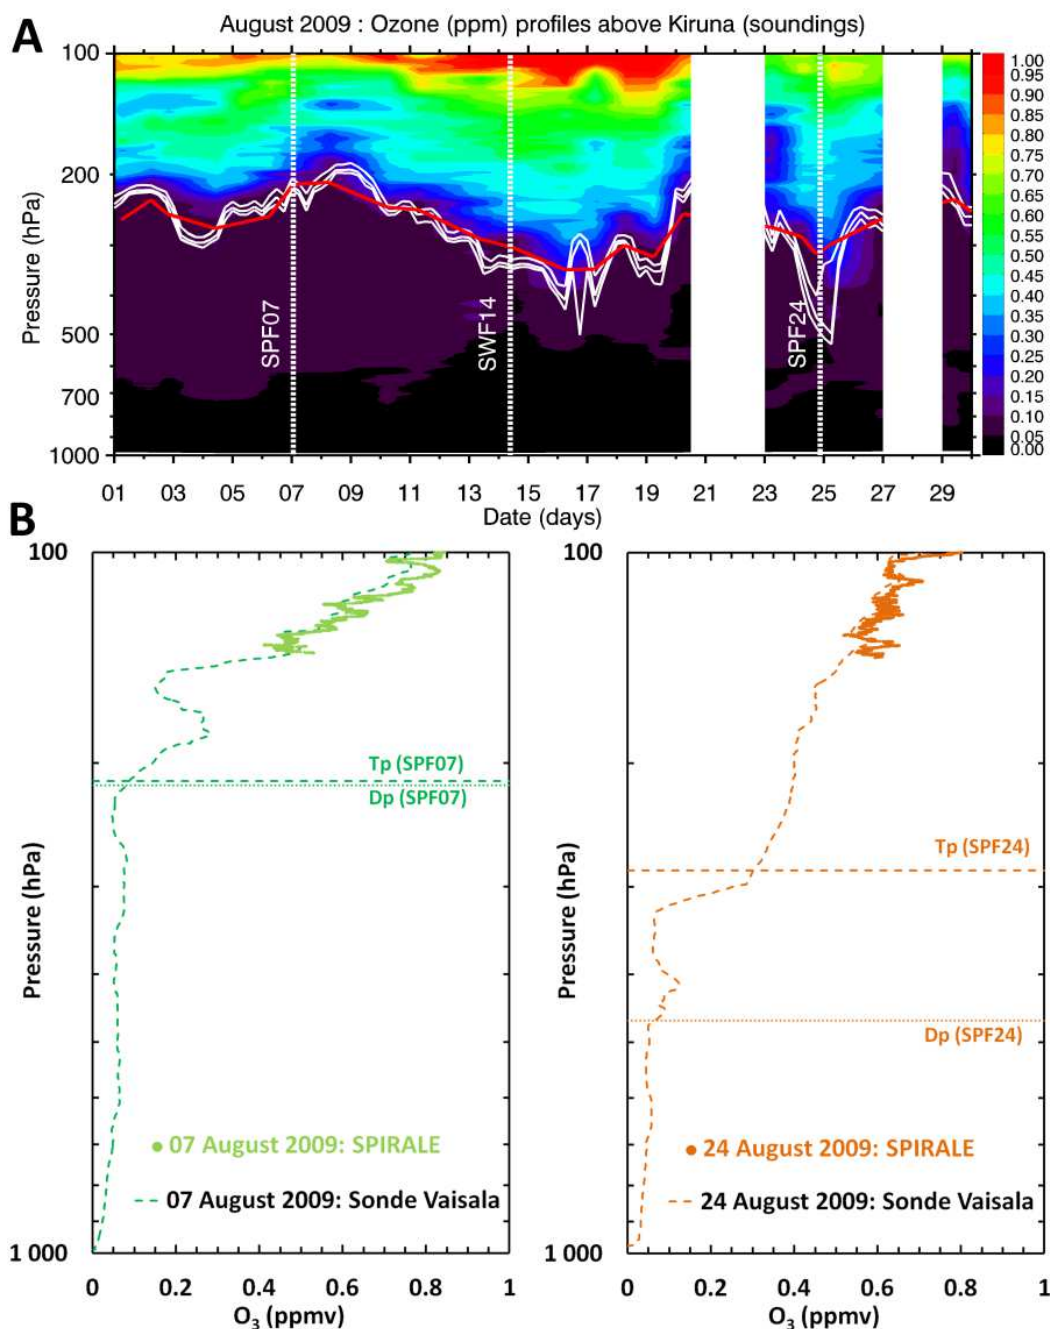 A
August 2009 : Ozone (ppm) profiles above Kiruna (soundings)
100
200
300
500
700
1000
Pressure (hPa)
SPF07
SWF14
SPF24
01 03 05 07 09 11 13 15 17 19 21 23 25 27 29
Date (days)
1.00
0.95
0.90
0.80
0.75
0.70
0.65
0.60
0.55
0.50
0.45
0.40
0.35
0.30
0.25
0.20
0.15
0.10
0.05
0.00
B
100
Tp (SPF07)
Dp (SPF07)
Pressure (hPa)
07 August 2009: SPIRALE
07 August 2009: Sonde Vaisala
1 000
0 0.2 0.4 0.6 0.8 1
O3 (ppmv)
100
Tp (SPF24)
Dp (SPF24)
Pressure (hPa)
24 August 2009: SPIRALE
24 August 2009: Sonde Vaisala
1 000
0 0.2 0.4 0.6 0.8 1
O3 (ppmv)